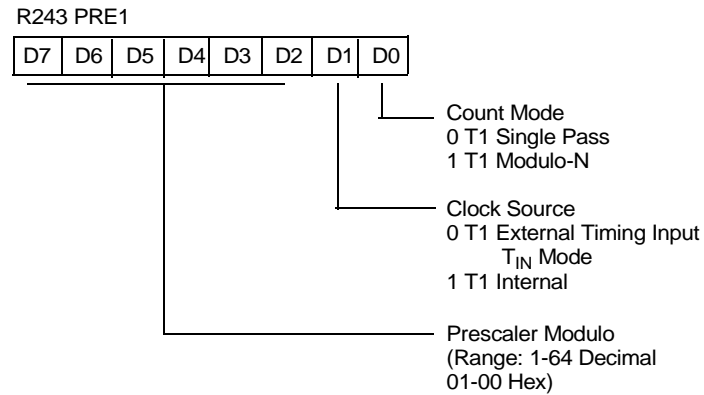 R243 PRE1
D7 D6 D5 D4 D3 D2 D1 D0
Count Mode
0 T1 Single Pass
1 T1 Modulo-N
Clock Source
0 T1 External Timing Input
TIN Mode
1 T1 Internal
Prescaler Modulo
(Range: 1-64 Decimal
01-00 Hex)